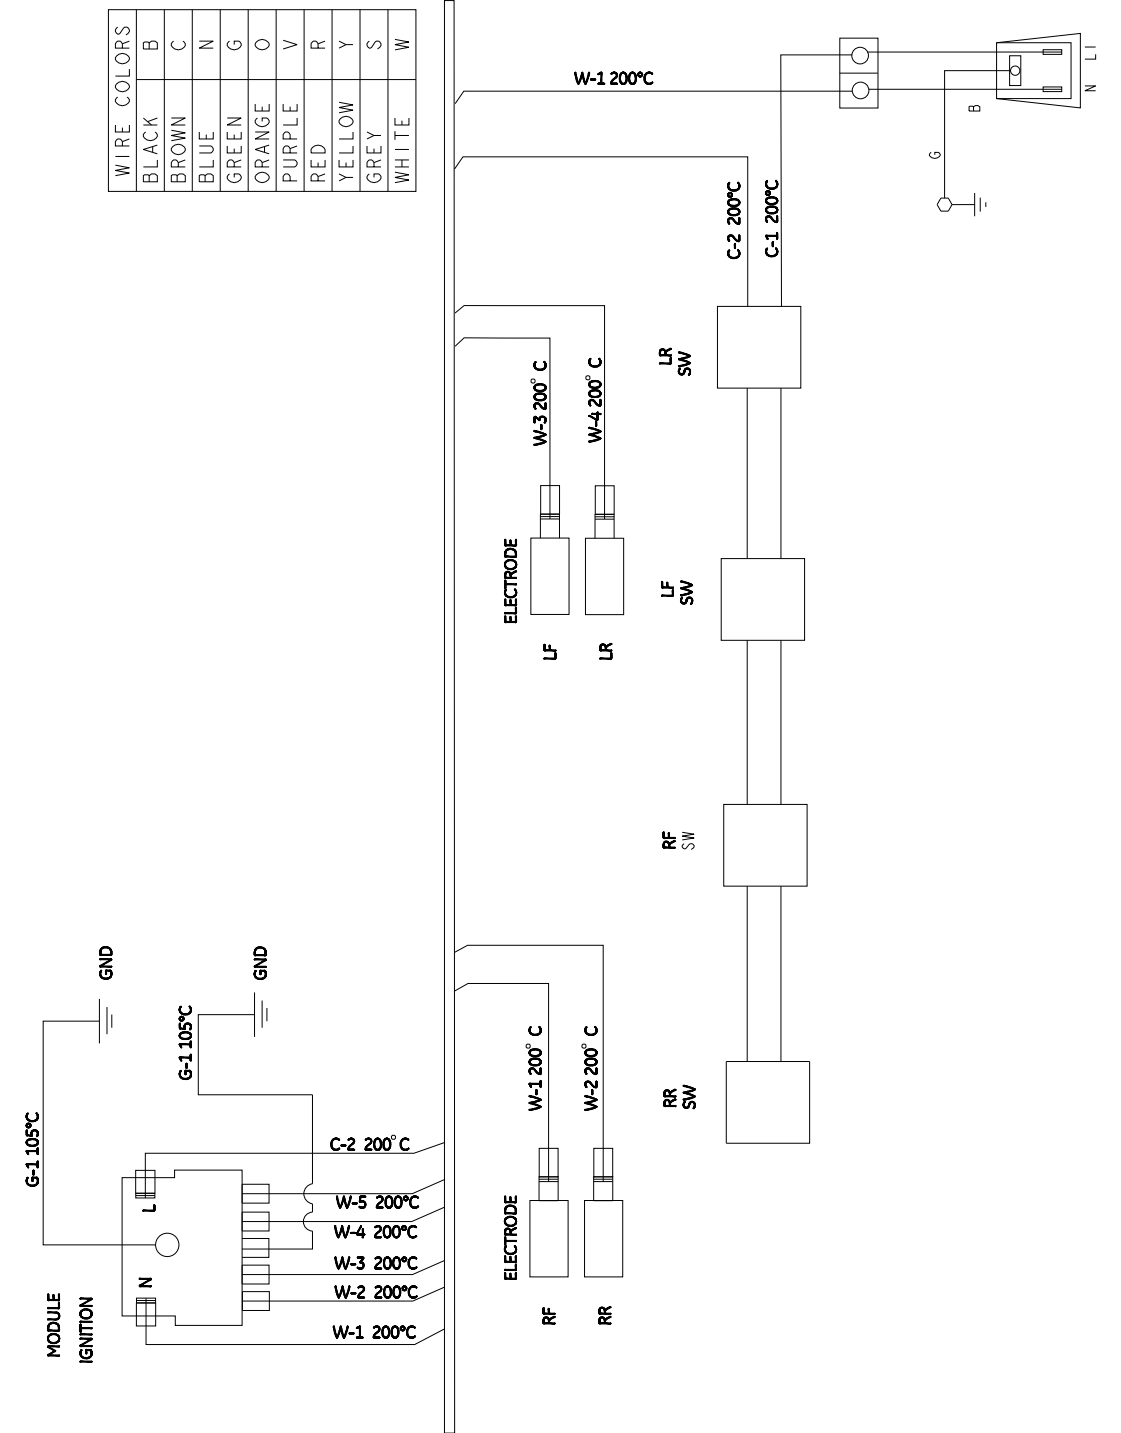 WIRE COLORS
BLACK B
BROWN C
BLUE N
GREEN G
ORANGE O
PURPLE V
RED R
YELLOW Y
GREY S
WHITE W
W-1 200°C
L1
N
B
G
C-2 200°C
C-1 200°C
LR
SW
W-3 200° C
W-4 200° C
ELECTRODE
LF
LR
LF
SW
RF
SW
GND
GND
G-1 105°C
G-1 105°C
W-1 200° C
W-2 200° C
RR
SW
C-2 200° C
W-5 200°C
W-4 200°C
W-3 200°C
W-2 200°C
W-1 200°C
L
N
MODULE
IGNITION
ELECTRODE
RF
RR